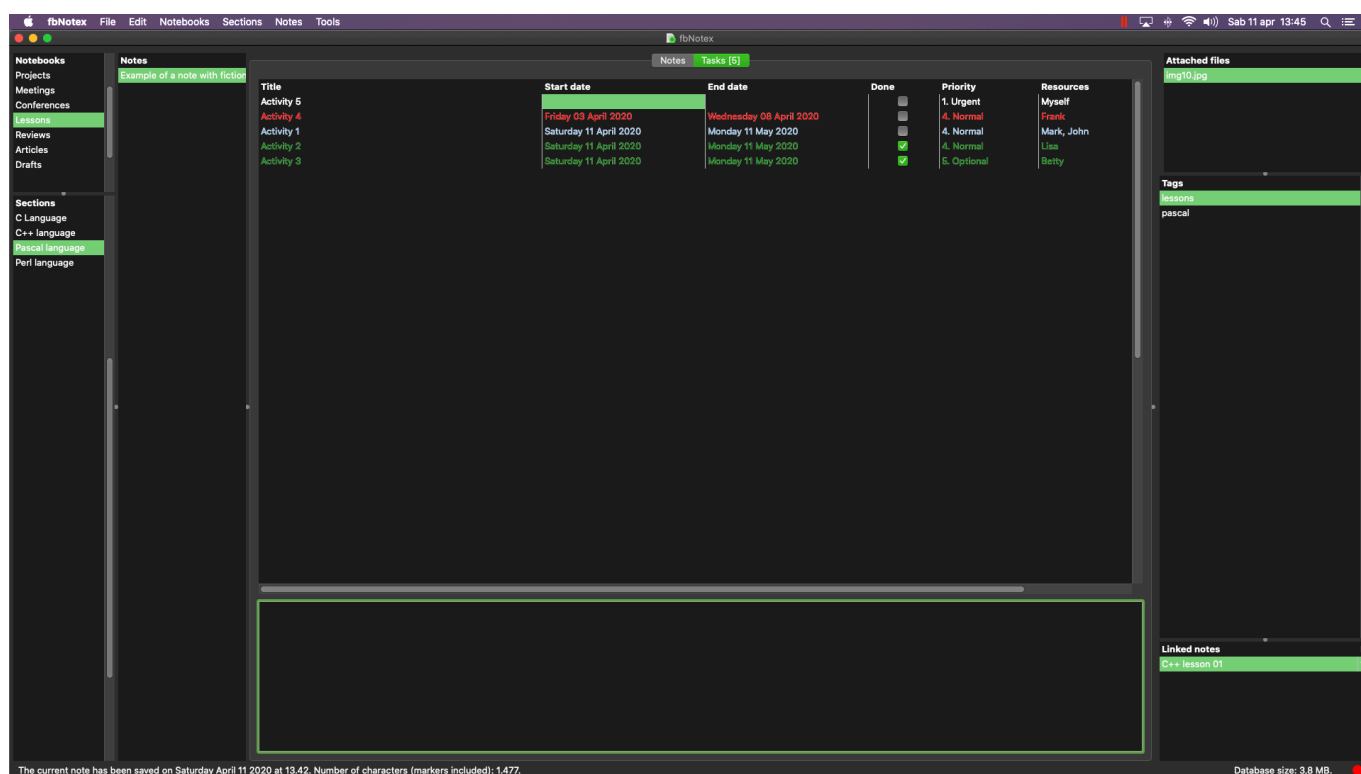 fbNotex File Edit Notebooks Sections Notes Tools Sab 11 apr 13:45
fbNotex
Notebooks
Projects
Meetings
Conferences
Lessons
Reviews
Articles
Drafts
Sections
C Language
C++ language
Pascal language
Perl language
Notes
Example of a note with fiction
Notes Tasks [5]
Title Start date End date Done Priority Resources
Activity 5 1. Urgent Myself
Activity 4 Friday 03 April 2020 Wednesday 08 April 2020 4. Normal Frank
Activity 1 Saturday 11 April 2020 Monday 11 May 2020 4. Normal Mark, John
Activity 2 Saturday 11 April 2020 Monday 11 May 2020 4. Normal Lisa
Activity 3 Saturday 11 April 2020 Monday 11 May 2020 5. Optional Betty
Attached files
img10.jpg
Tags
lessons
pascal
Linked notes
C++ lesson 01
The current note has been saved on Saturday April 11 2020 at 13.42. Number of characters (markers included): 1.477. Database size: 3.8 MB.